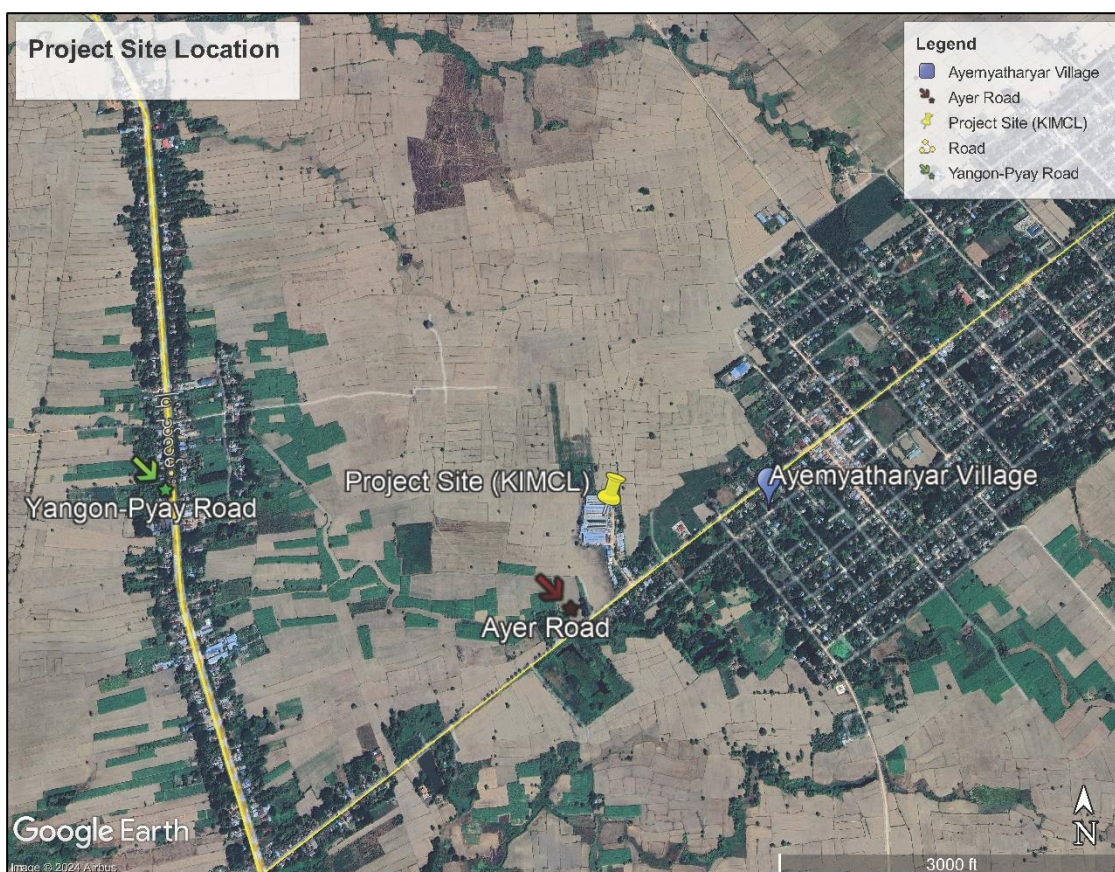 Project Site Location
Legend
Ayemyatharyar Village
Ayer Road
Project Site (KIMCL)
Road
Yangon-Pyay Road
Project Site (KIMCL)
Ayemyatharyar Village
Yangon-Pyay Road
Ayer Road
Google Earth
N
Image © 2024 Airbus
3000 ft